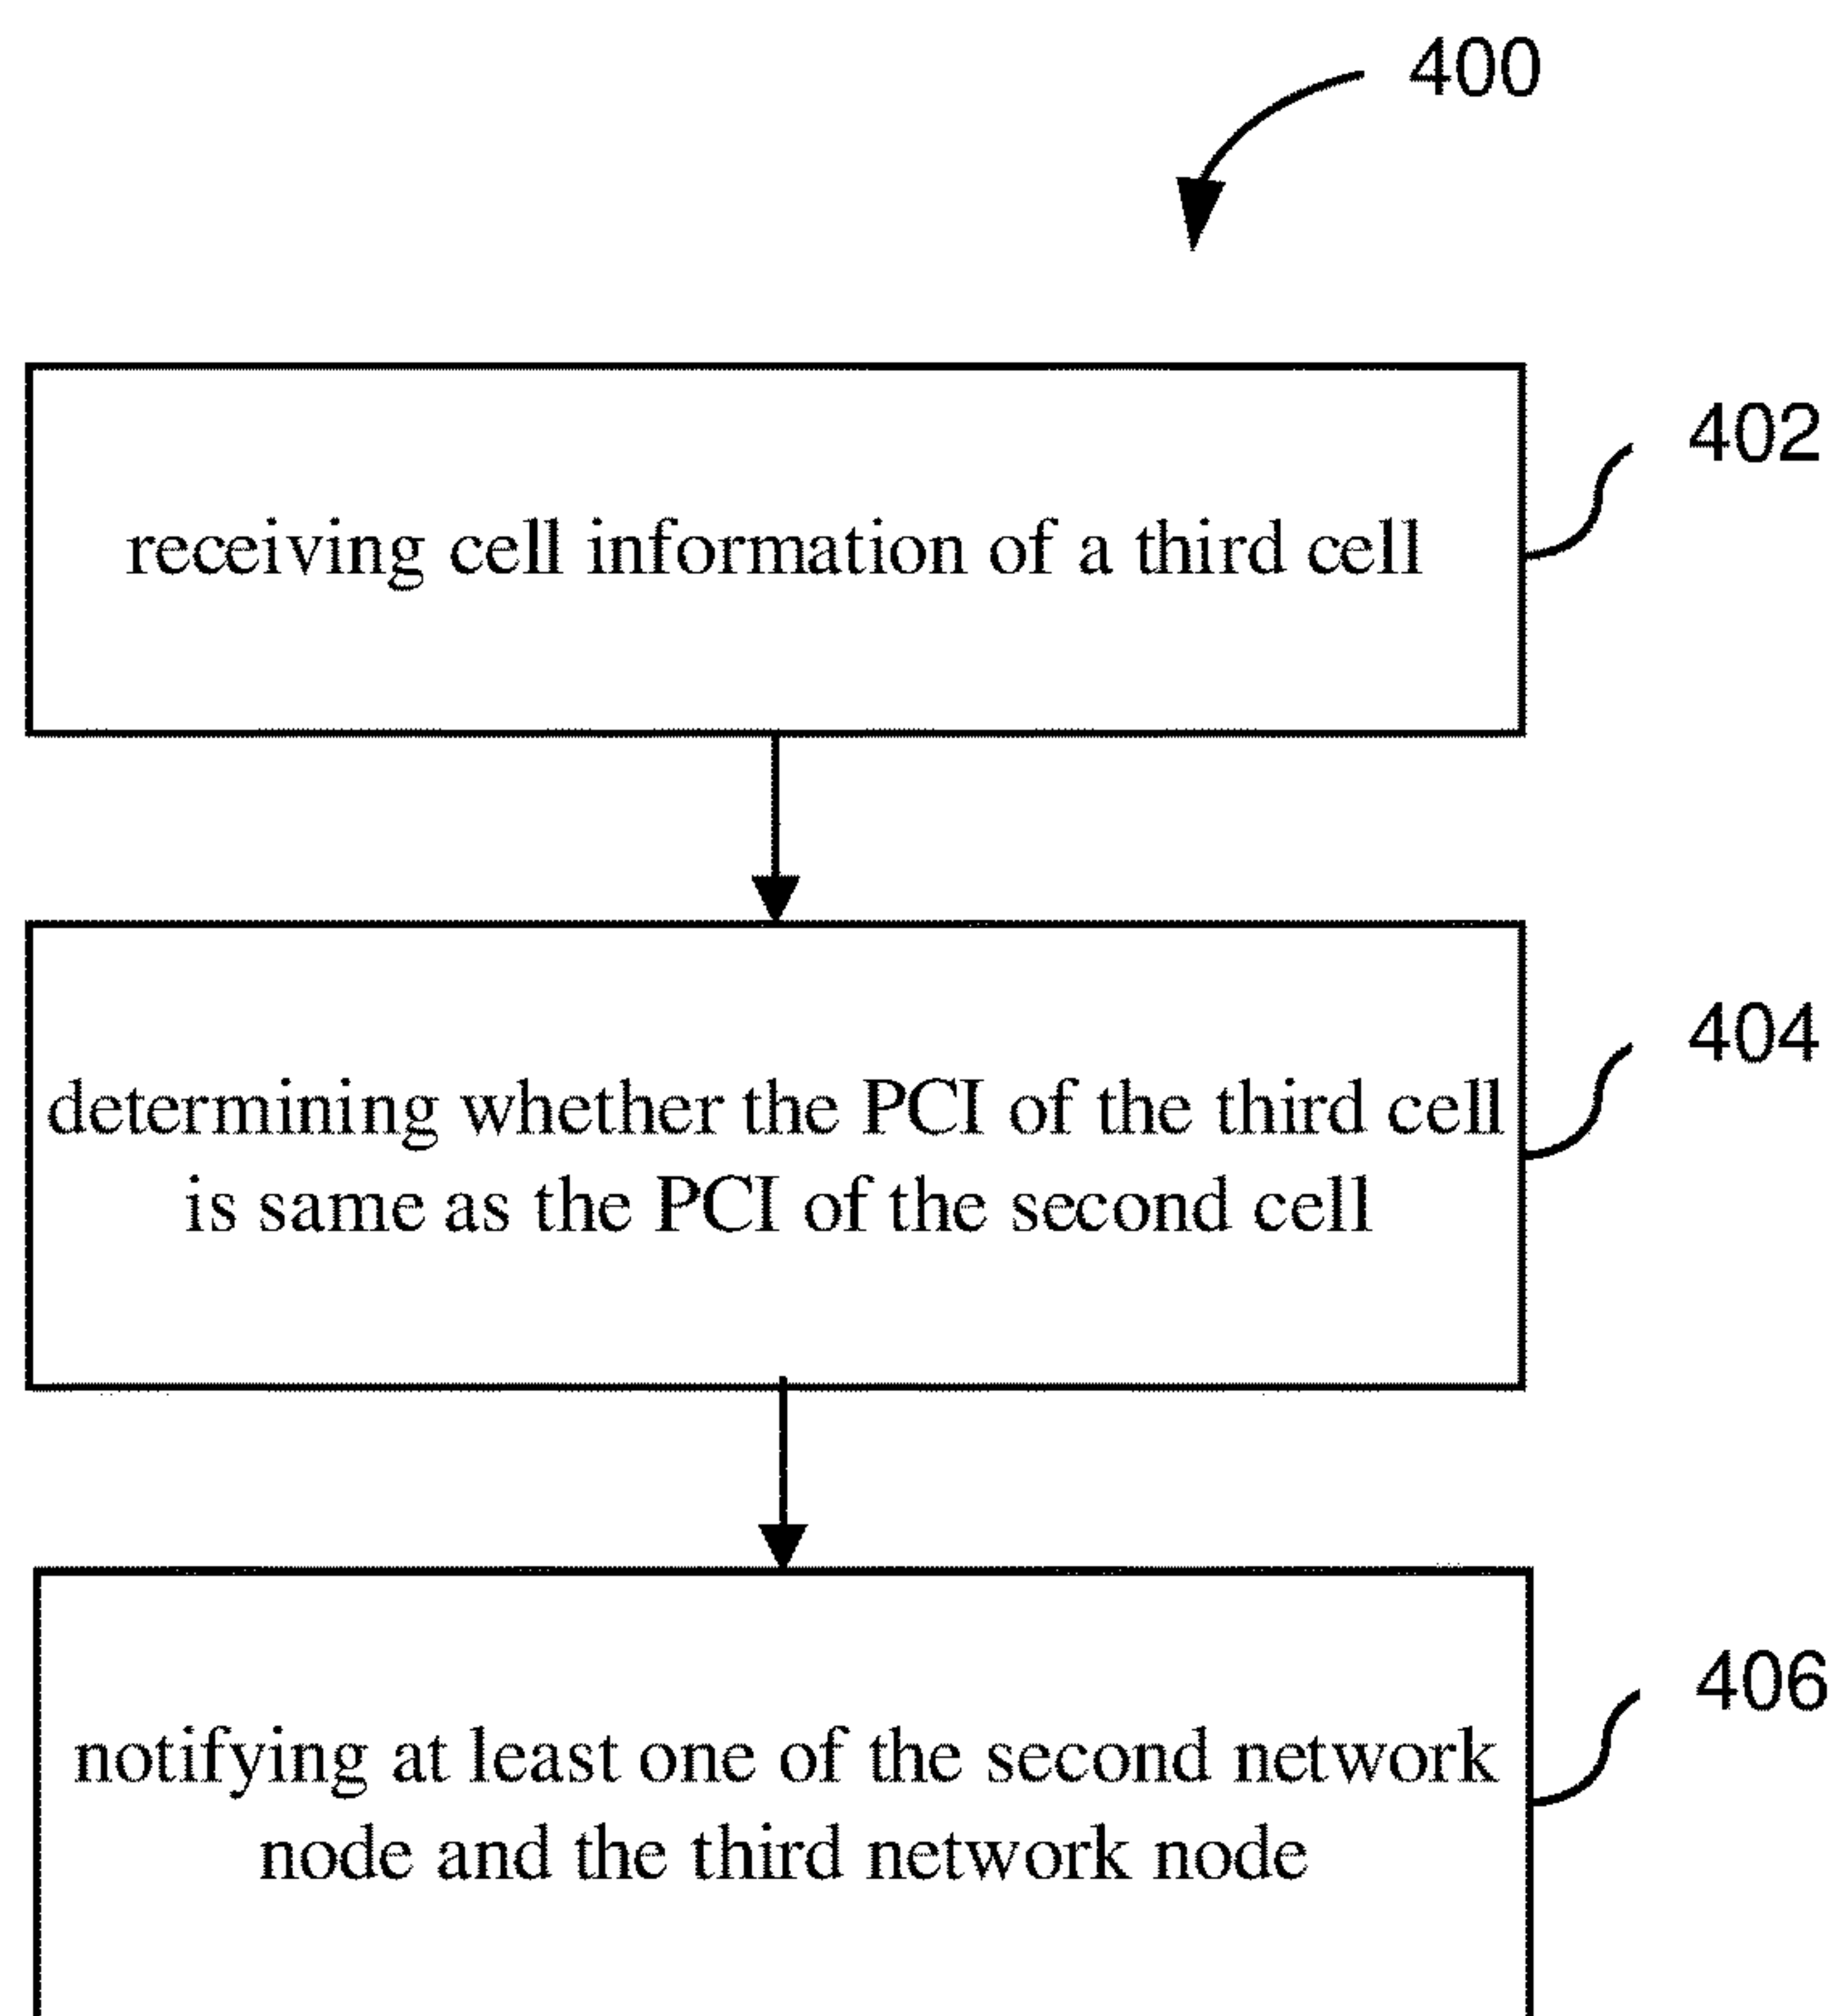 400
402
receiving cell information of a third cell
404
determining whether the PCI of the third cell
is same as the PCI of the second cell
406
notifying at least one of the second network
node and the third network node